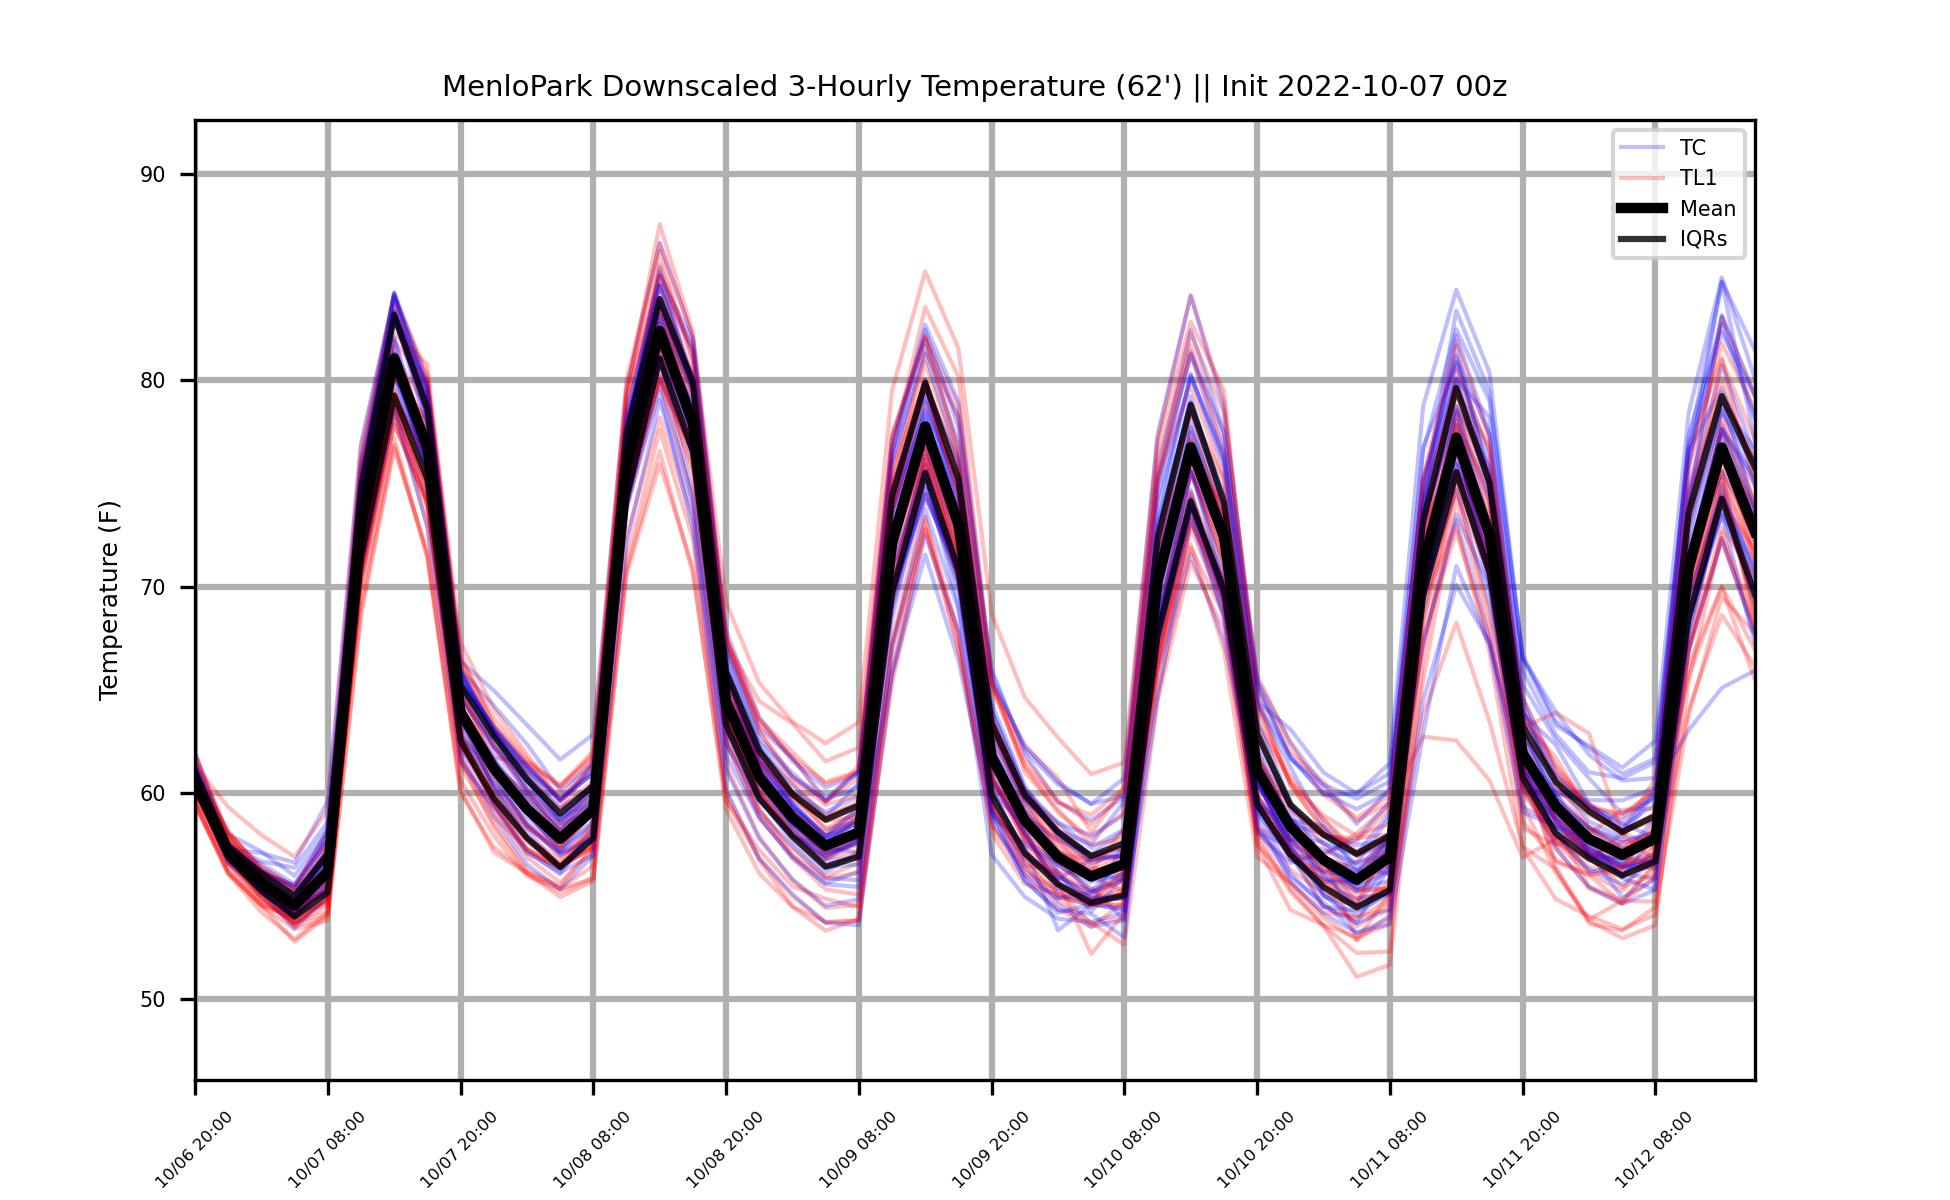 MenloPark Downscaled 3-Hourly Temperature (62') || Init 2022-10-07 00z
TC
TL1
Mean
IQRs
Temperature (F)
90
80
70
60
50
10/06 20:00
10/07 08:00
10/07 20:00
10/08 08:00
10/08 20:00
10/09 08:00
10/09 20:00
10/10 08:00
10/10 20:00
10/11 08:00
10/11 20:00
10/12 08:00